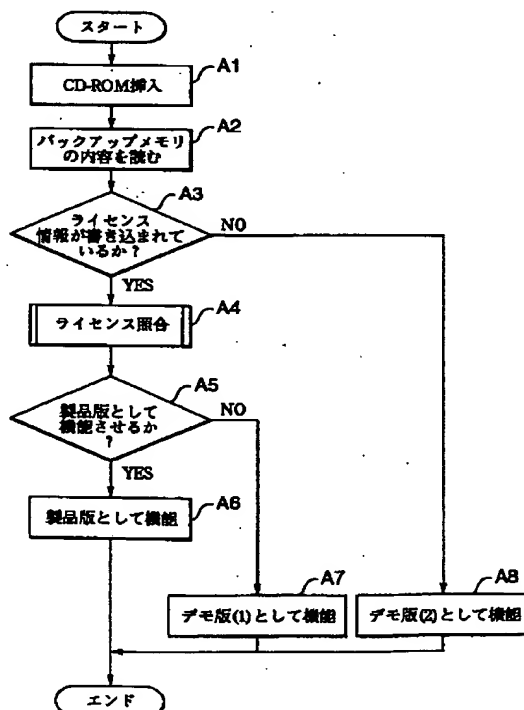 スタート
A1
CD-ROM挿入
A2
バックアップメモリ
の内容を読む
A3
ライセンス
情報が書き込まれて
いるか?
NO
YES
A4
ライセンス照合
A5
製品版として
機能させるか
?
NO
YES
A6
製品版として機能
A7
デモ版(1)として機能
A8
デモ版(2)として機能
エンド